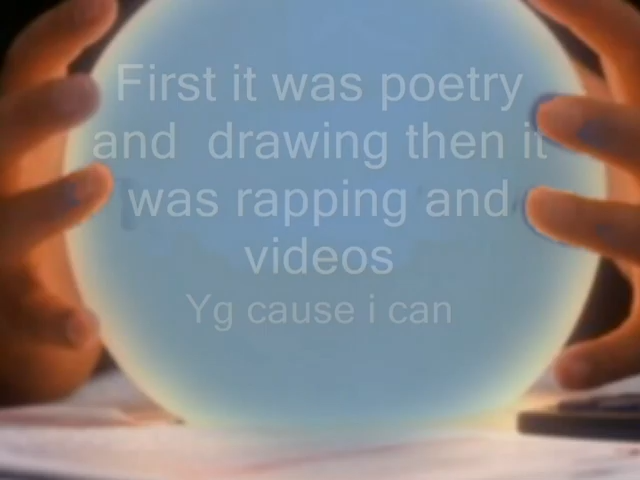 First it was poetry
and  drawing then it
was rapping and
videos
Yg cause i can